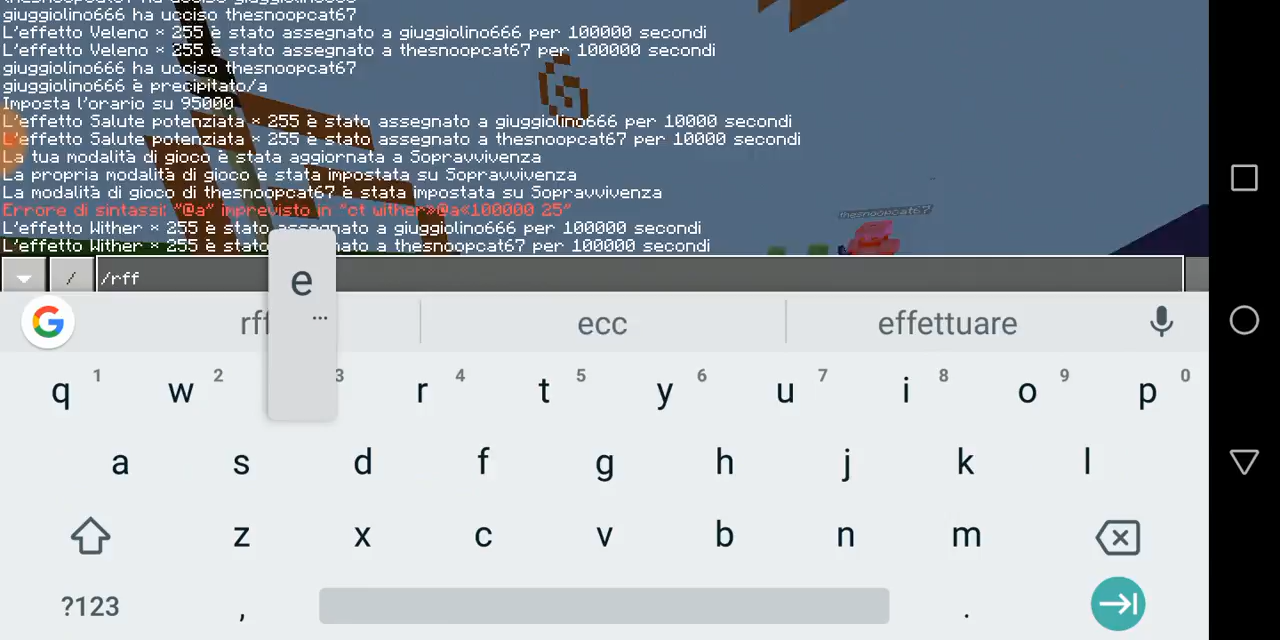 giuggiolino666 ha ucciso thesnoopcat67
L'effetto Veleno × 255 è stato assegnato a giuggiolino666 per 100000 secondi
L'effetto Veleno × 255 è stato assegnato a thesnoopcat67 per 100000 secondi
giuggiolino666 ha ucciso thesnoopcat67
giuggiolino666 è precipitato/a
Imposta l'orario su 95000
L'effetto Salute potenziata × 255 è stato assegnato a giuggiolino666 per 10000 secondi
L'effetto Salute potenziata × 255 è stato assegnato a thesnoopcat67 per 10000 secondi
La tua modalità di gioco è stata aggiornata a Sopravvivenza
La propria modalità di gioco è stata impostata su Sopravvivenza
La modalità di gioco di thesnoopcat67 è stata impostata su Sopravvivenza
Errore di sintassi: "@a" imprevisto in "ct wither»@a«100000 25"
L'effetto Wither × 255 è stato assegnato a giuggiolino666 per 100000 secondi
L'effetto Wither × 255 è stato nato a thesnoopcat67 per 100000 secondi
thesnoopcat67
/ /rff
e
...
G rff ecc effettuare
1 2 3 4 5 6 7 8 9 0
q w r t y u i o p
a s d f g h j k l
z x c v b n m
?123 , .